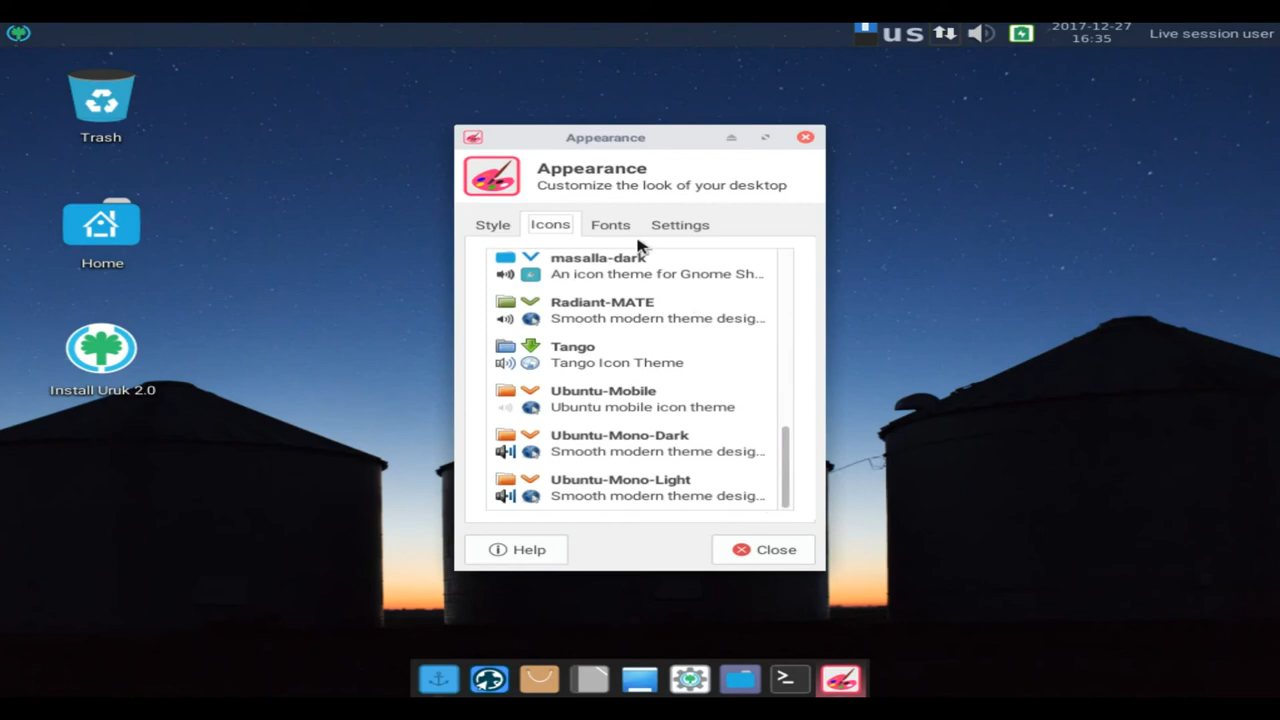 us
2017-12-27
16:35
Live session user
Trash
Home
Install Uruk 2.0
Appearance
Appearance
Customize the look of your desktop
Style
Icons
Fonts
Settings
masalla-dark
An icon theme for Gnome Sh...
Radiant-MATE
Smooth modern theme desig...
Tango
Tango Icon Theme
Ubuntu-Mobile
Ubuntu mobile icon theme
Ubuntu-Mono-Dark
Smooth modern theme desig...
Ubuntu-Mono-Light
Smooth modern theme desig...
Help
Close